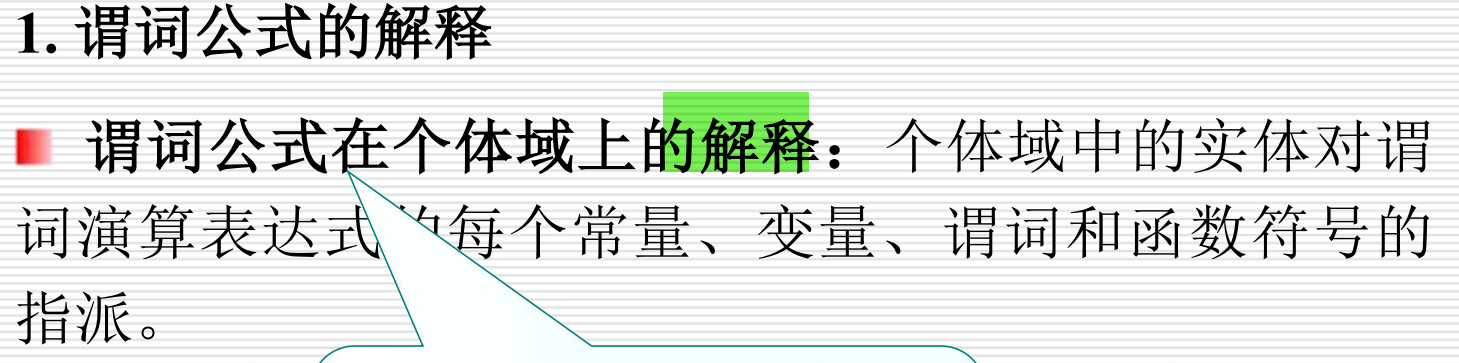 1. 谓词公式的解释
谓词公式在个体域上的解释：个体域中的实体对谓
词演算表达式的每个常量、变量、谓词和函数符号的
指派。